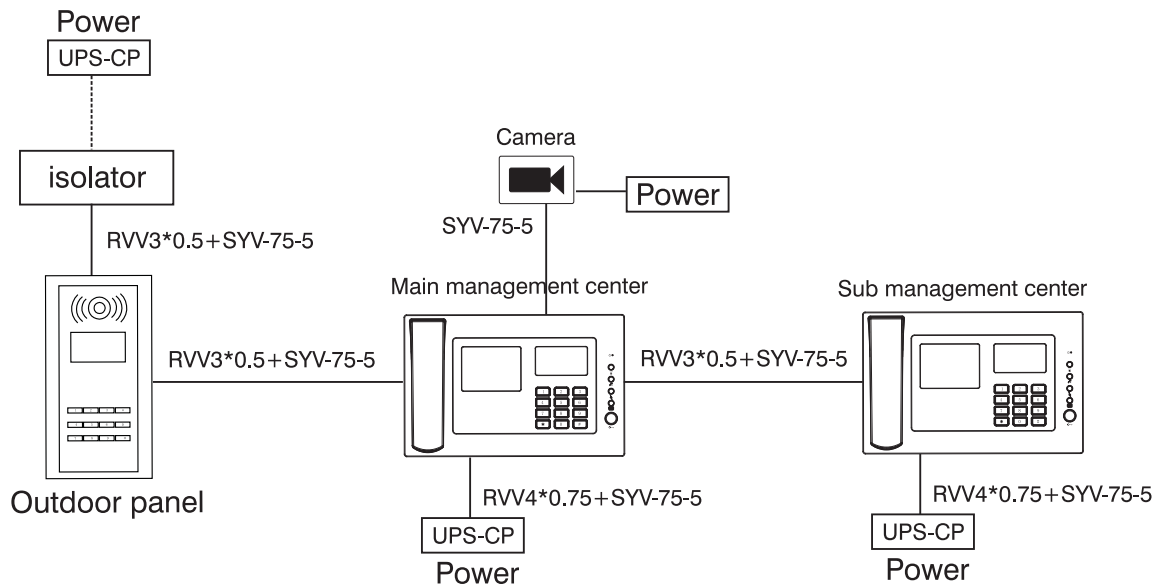 Power
UPS-CP
isolator
RVV3*0.5+SYV-75-5
Camera
Power
SYV-75-5
Main management center
Sub management center
RVV3*0.5+SYV-75-5
RVV3*0.5+SYV-75-5
Outdoor panel
RVV4*0.75+SYV-75-5
UPS-CP
Power
RVV4*0.75+SYV-75-5
UPS-CP
Power